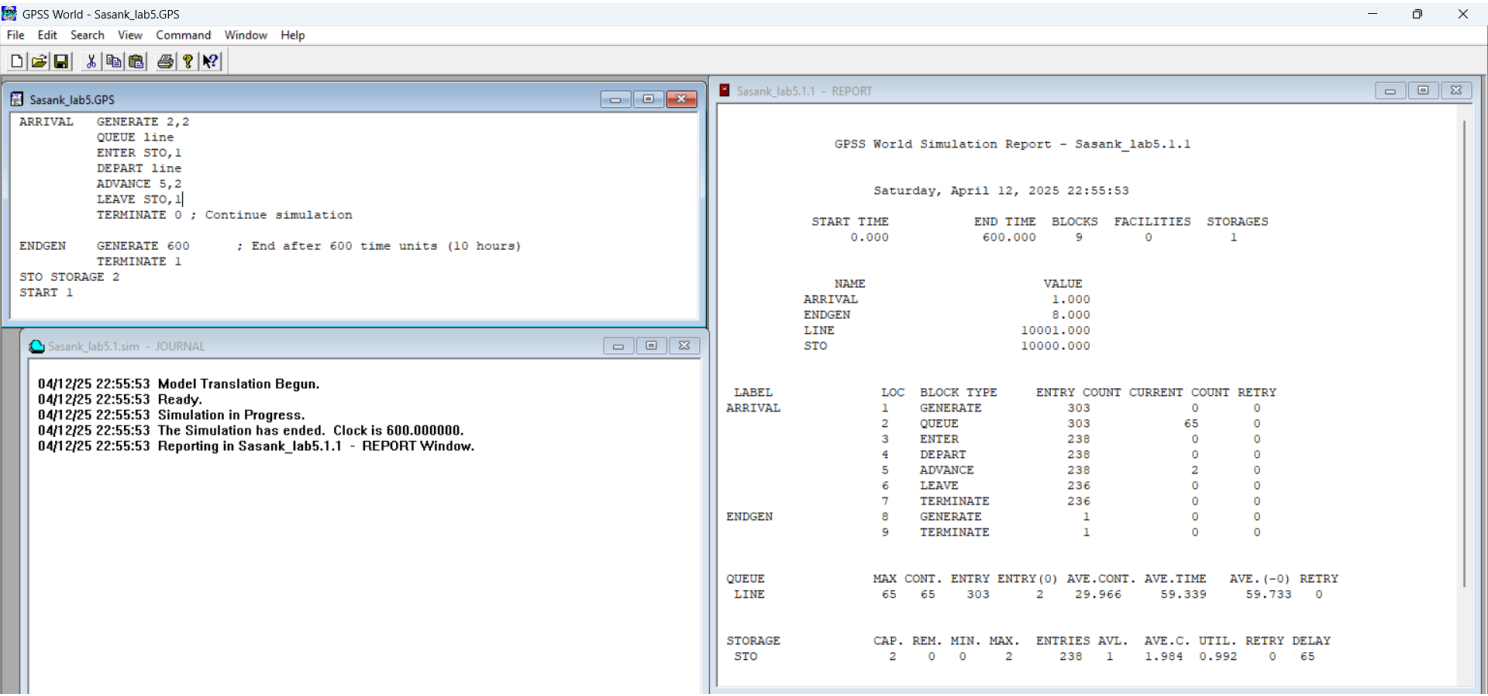 GPSS World - Sasank_lab5.GPS
File Edit Search View Command Window Help
Sasank_lab5.GPS
ARRIVAL GENERATE 2,2
QUEUE line
ENTER STO,1
DEPART line
ADVANCE 5,2
LEAVE STO,1
TERMINATE 0 ; Continue simulation
ENDGEN GENERATE 600 ; End after 600 time units (10 hours)
TERMINATE 1
STO STORAGE 2
START 1
Sasank_lab5.1.sim - JOURNAL
04/12/25 22:55:53 Model Translation Begun.
04/12/25 22:55:53 Ready.
04/12/25 22:55:53 Simulation in Progress.
04/12/25 22:55:53 The Simulation has ended. Clock is 600.000000.
04/12/25 22:55:53 Reporting in Sasank_lab5.1.1 - REPORT Window.
Sasank_lab5.1.1 - REPORT
GPSS World Simulation Report - Sasank_lab5.1.1
Saturday, April 12, 2025 22:55:53
START TIME END TIME BLOCKS FACILITIES STORAGES
0.000 600.000 9 0 1
NAME VALUE
ARRIVAL 1.000
ENDGEN 8.000
LINE 10001.000
STO 10000.000
LABEL LOC BLOCK TYPE ENTRY COUNT CURRENT COUNT RETRY
ARRIVAL 1 GENERATE 303 0 0
2 QUEUE 303 65 0
3 ENTER 238 0 0
4 DEPART 238 0 0
5 ADVANCE 238 2 0
6 LEAVE 236 0 0
7 TERMINATE 236 0 0
ENDGEN 8 GENERATE 1 0 0
9 TERMINATE 1 0 0
QUEUE MAX CONT. ENTRY ENTRY(0) AVE.CONT. AVE.TIME AVE.(-0) RETRY
LINE 65 65 303 2 29.966 59.339 59.733 0
STORAGE CAP. REM. MIN. MAX. ENTRIES AVL. AVE.C. UTIL. RETRY DELAY
STO 2 0 0 2 238 1 1.984 0.992 0 65